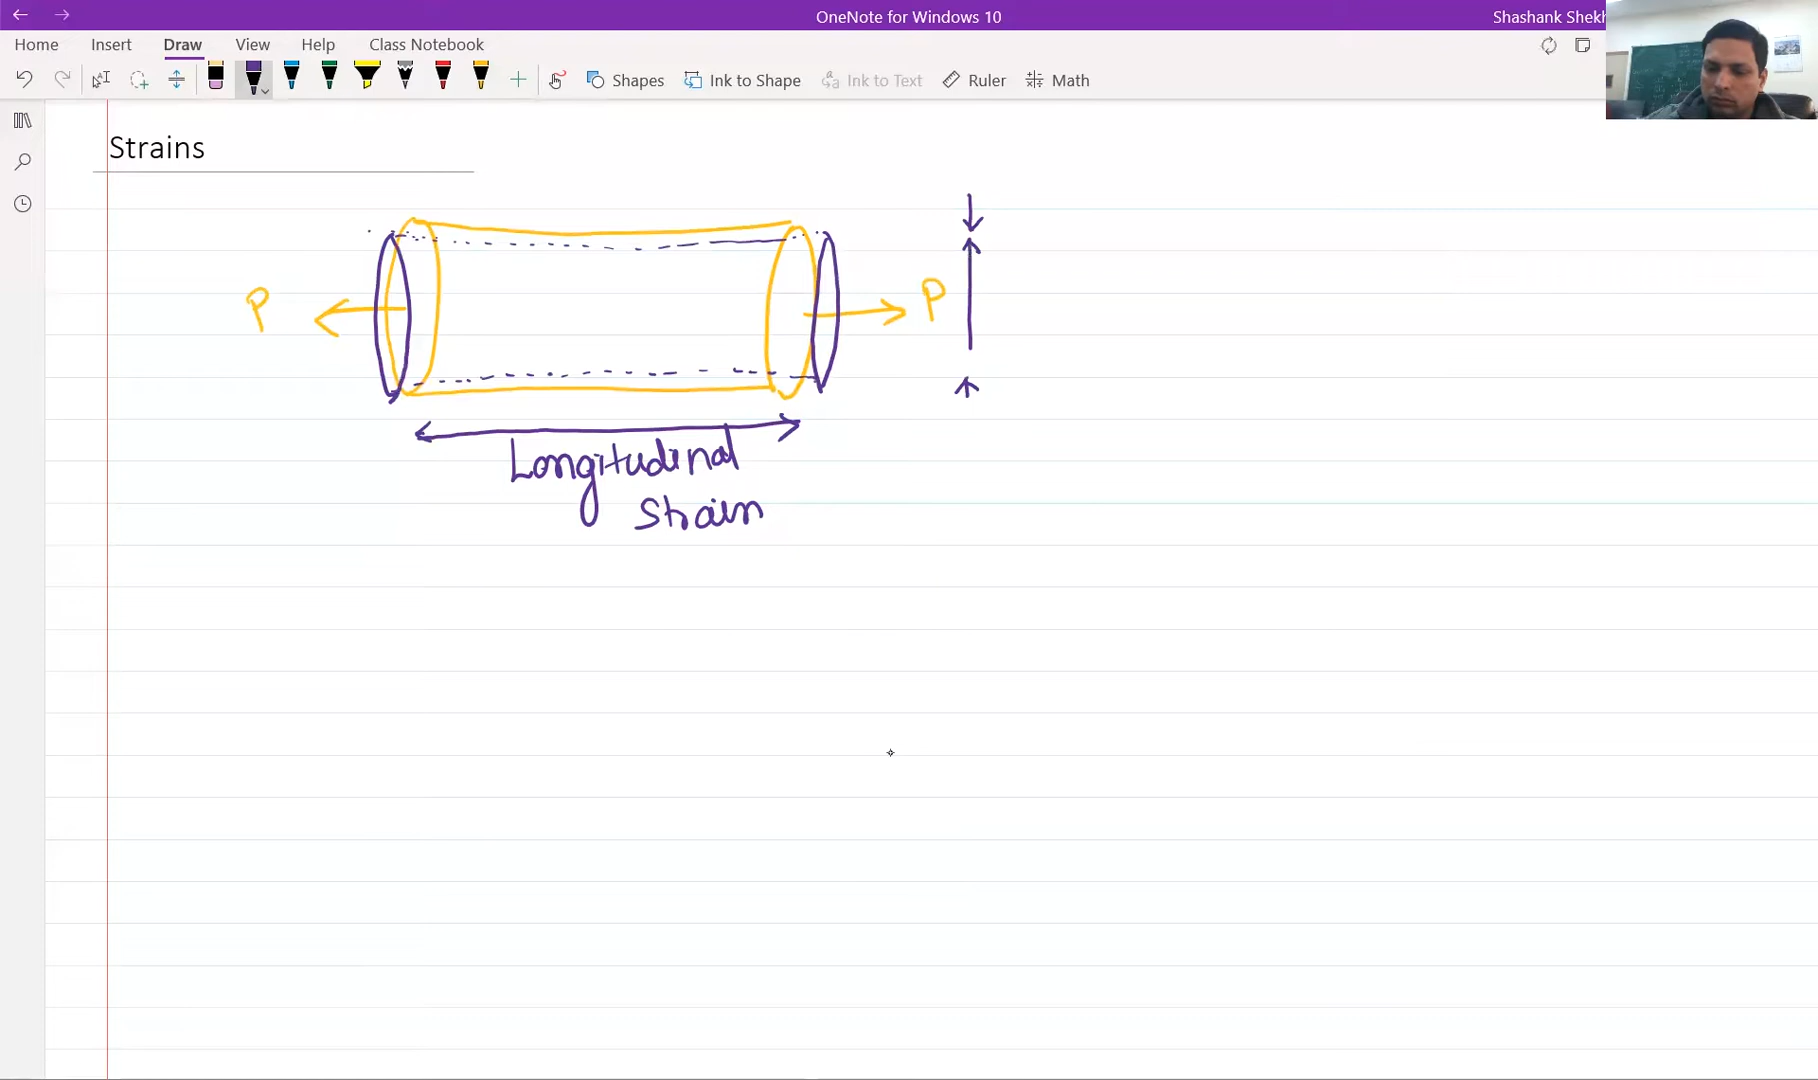 OneNote for Windows 10
Shashank Shekh
Home Insert Draw View Help Class Notebook
Shapes Ink to Shape Ink to Text Ruler Math
Strains
P P
Longitudinal
Strain